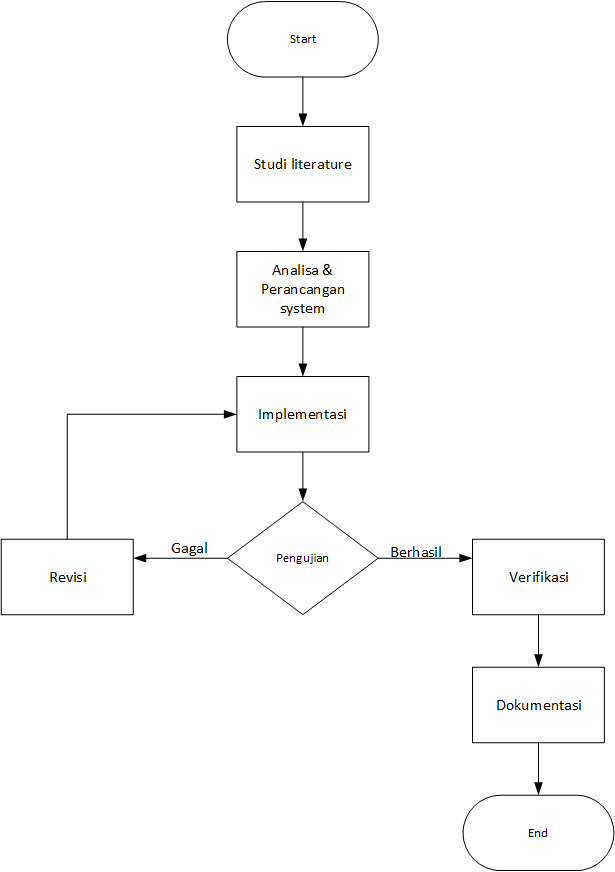 Start
Studi literature
Analisa &
Perancangan
system
Implementasi
Gagal
Pengujian
Berhasil
Revisi
Verifikasi
Dokumentasi
End